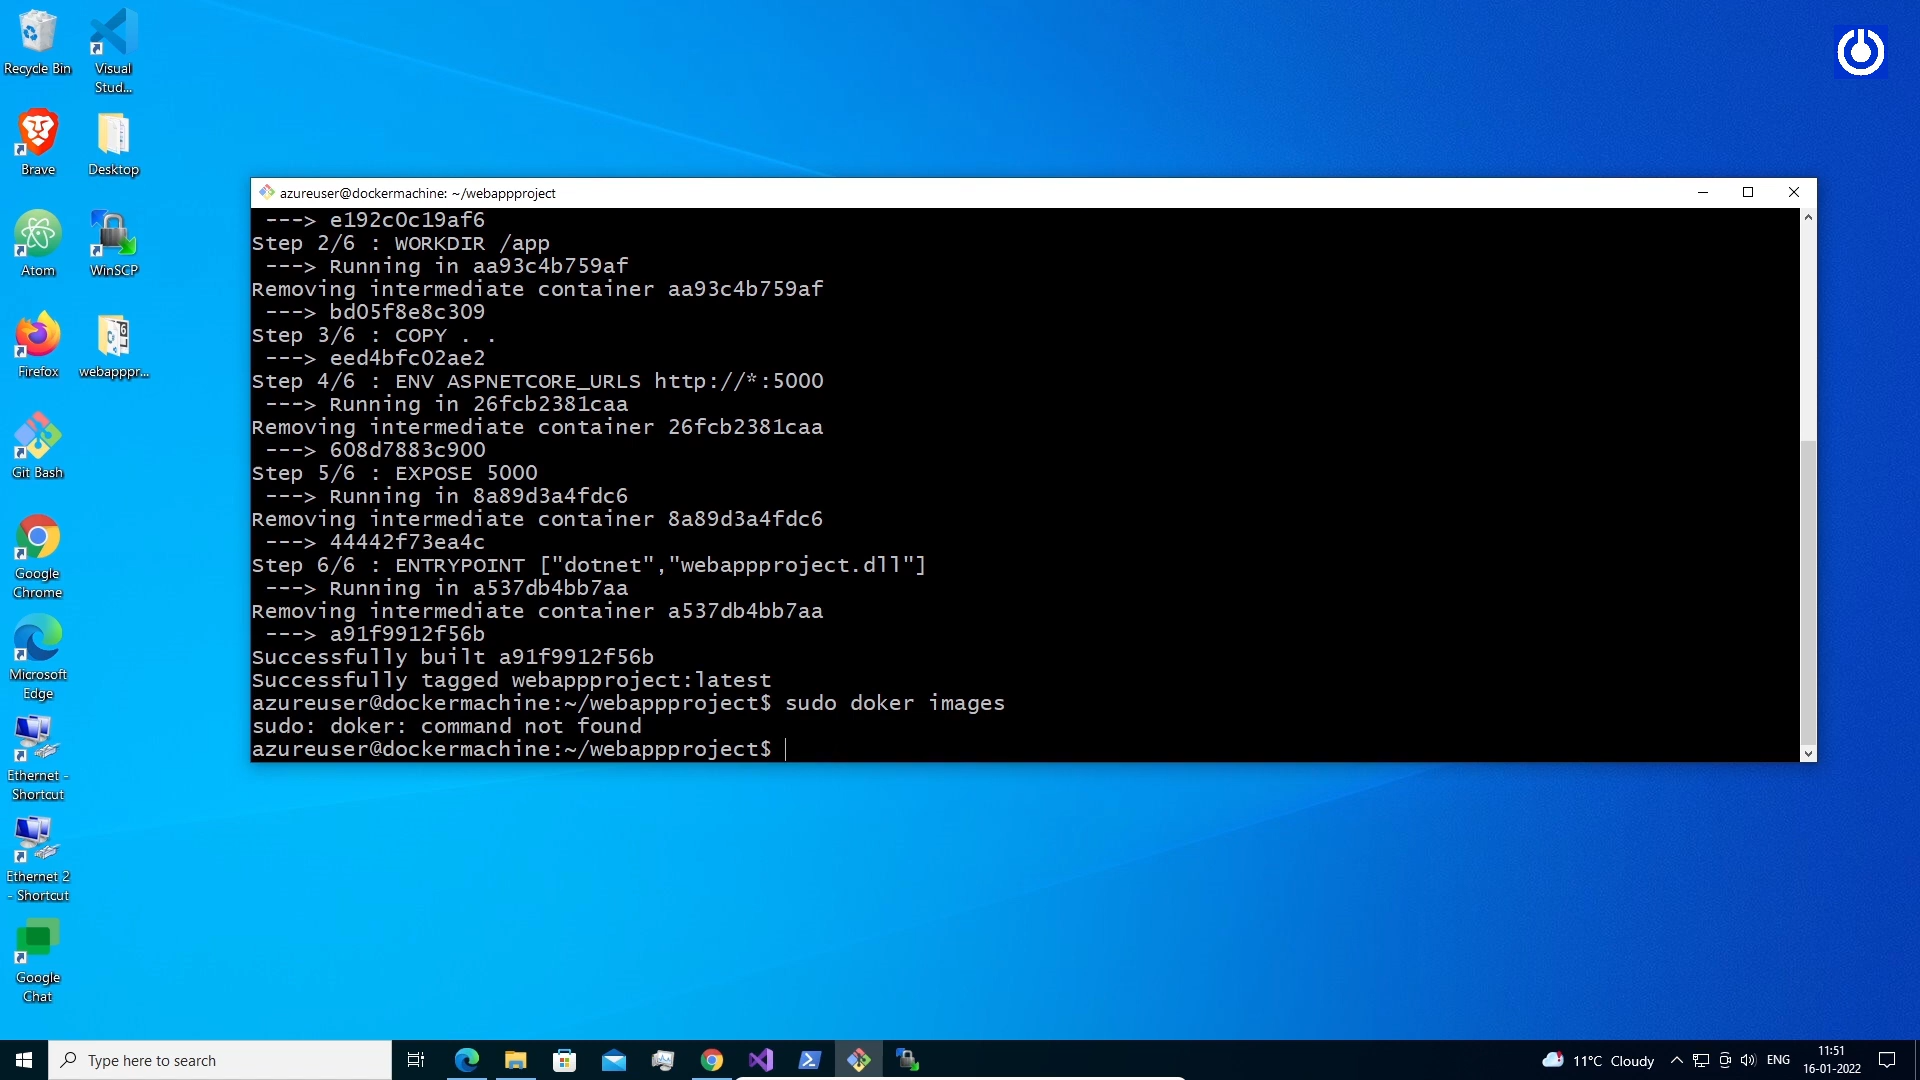 Recycle Bin
Visual
Stud...
Brave
Desktop
Atom
WinSCP
Firefox
webapppr...
Git Bash
Google
Chrome
Microsoft
Edge
Ethernet -
Shortcut
Ethernet 2
- Shortcut
Google
Chat
azureuser@dockermachine: ~/webappproject
---> e192c0c19af6
Step 2/6 : WORKDIR /app
---> Running in aa93c4b759af
Removing intermediate container aa93c4b759af
---> bd05f8e8c309
Step 3/6 : COPY . .
---> eed4bfc02ae2
Step 4/6 : ENV ASPNETCORE_URLS http://*:5000
---> Running in 26fcb2381caa
Removing intermediate container 26fcb2381caa
---> 608d7883c900
Step 5/6 : EXPOSE 5000
---> Running in 8a89d3a4fdc6
Removing intermediate container 8a89d3a4fdc6
---> 44442f73ea4c
Step 6/6 : ENTRYPOINT ["dotnet","webappproject.dll"]
---> Running in a537db4bb7aa
Removing intermediate container a537db4bb7aa
---> a91f9912f56b
Successfully built a91f9912f56b
Successfully tagged webappproject:latest
azureuser@dockermachine:~/webappproject$ sudo doker images
sudo: doker: command not found
azureuser@dockermachine:~/webappproject$
Type here to search
11°C Cloudy
ENG
11:51
16-01-2022